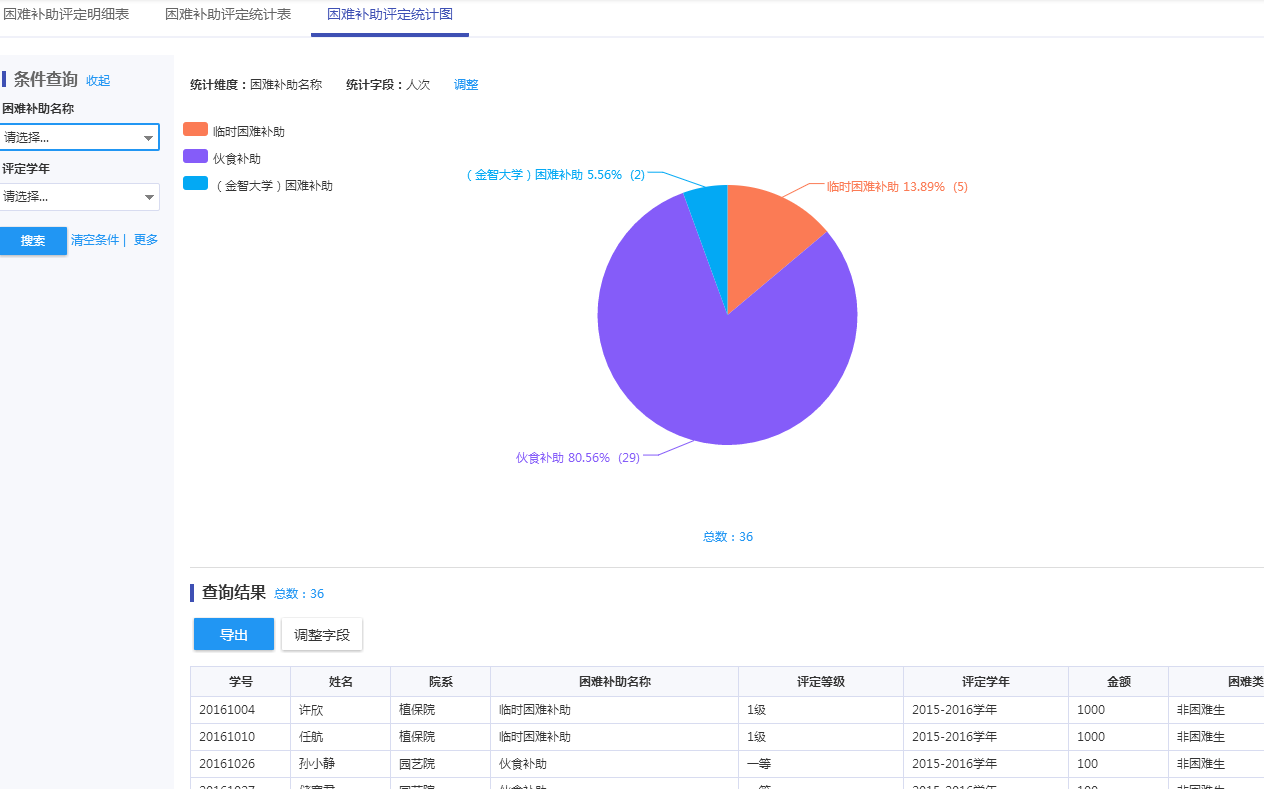 困难补助评定明细表 困难补助评定统计表 困难补助评定统计图
条件查询 收起
困难补助名称
请选择...
评定学年
请选择...
搜索 清空条件 | 更多
统计维度：困难补助名称 统计字段：人次 调整
临时困难补助
伙食补助
（金智大学）困难补助
（金智大学）困难补助 5.56% (2)
临时困难补助 13.89% (5)
伙食补助 80.56% (29)
总数：36
查询结果 总数：36
导出 调整字段
学号 姓名 院系 困难补助名称 评定等级 评定学年 金额 困难类
20161004 许欣 植保院 临时困难补助 1级 2015-2016学年 1000 非困难生
20161010 任航 植保院 临时困难补助 1级 2015-2016学年 1000 非困难生
20161026 孙小静 园艺院 伙食补助 一等 2015-2016学年 100 非困难生